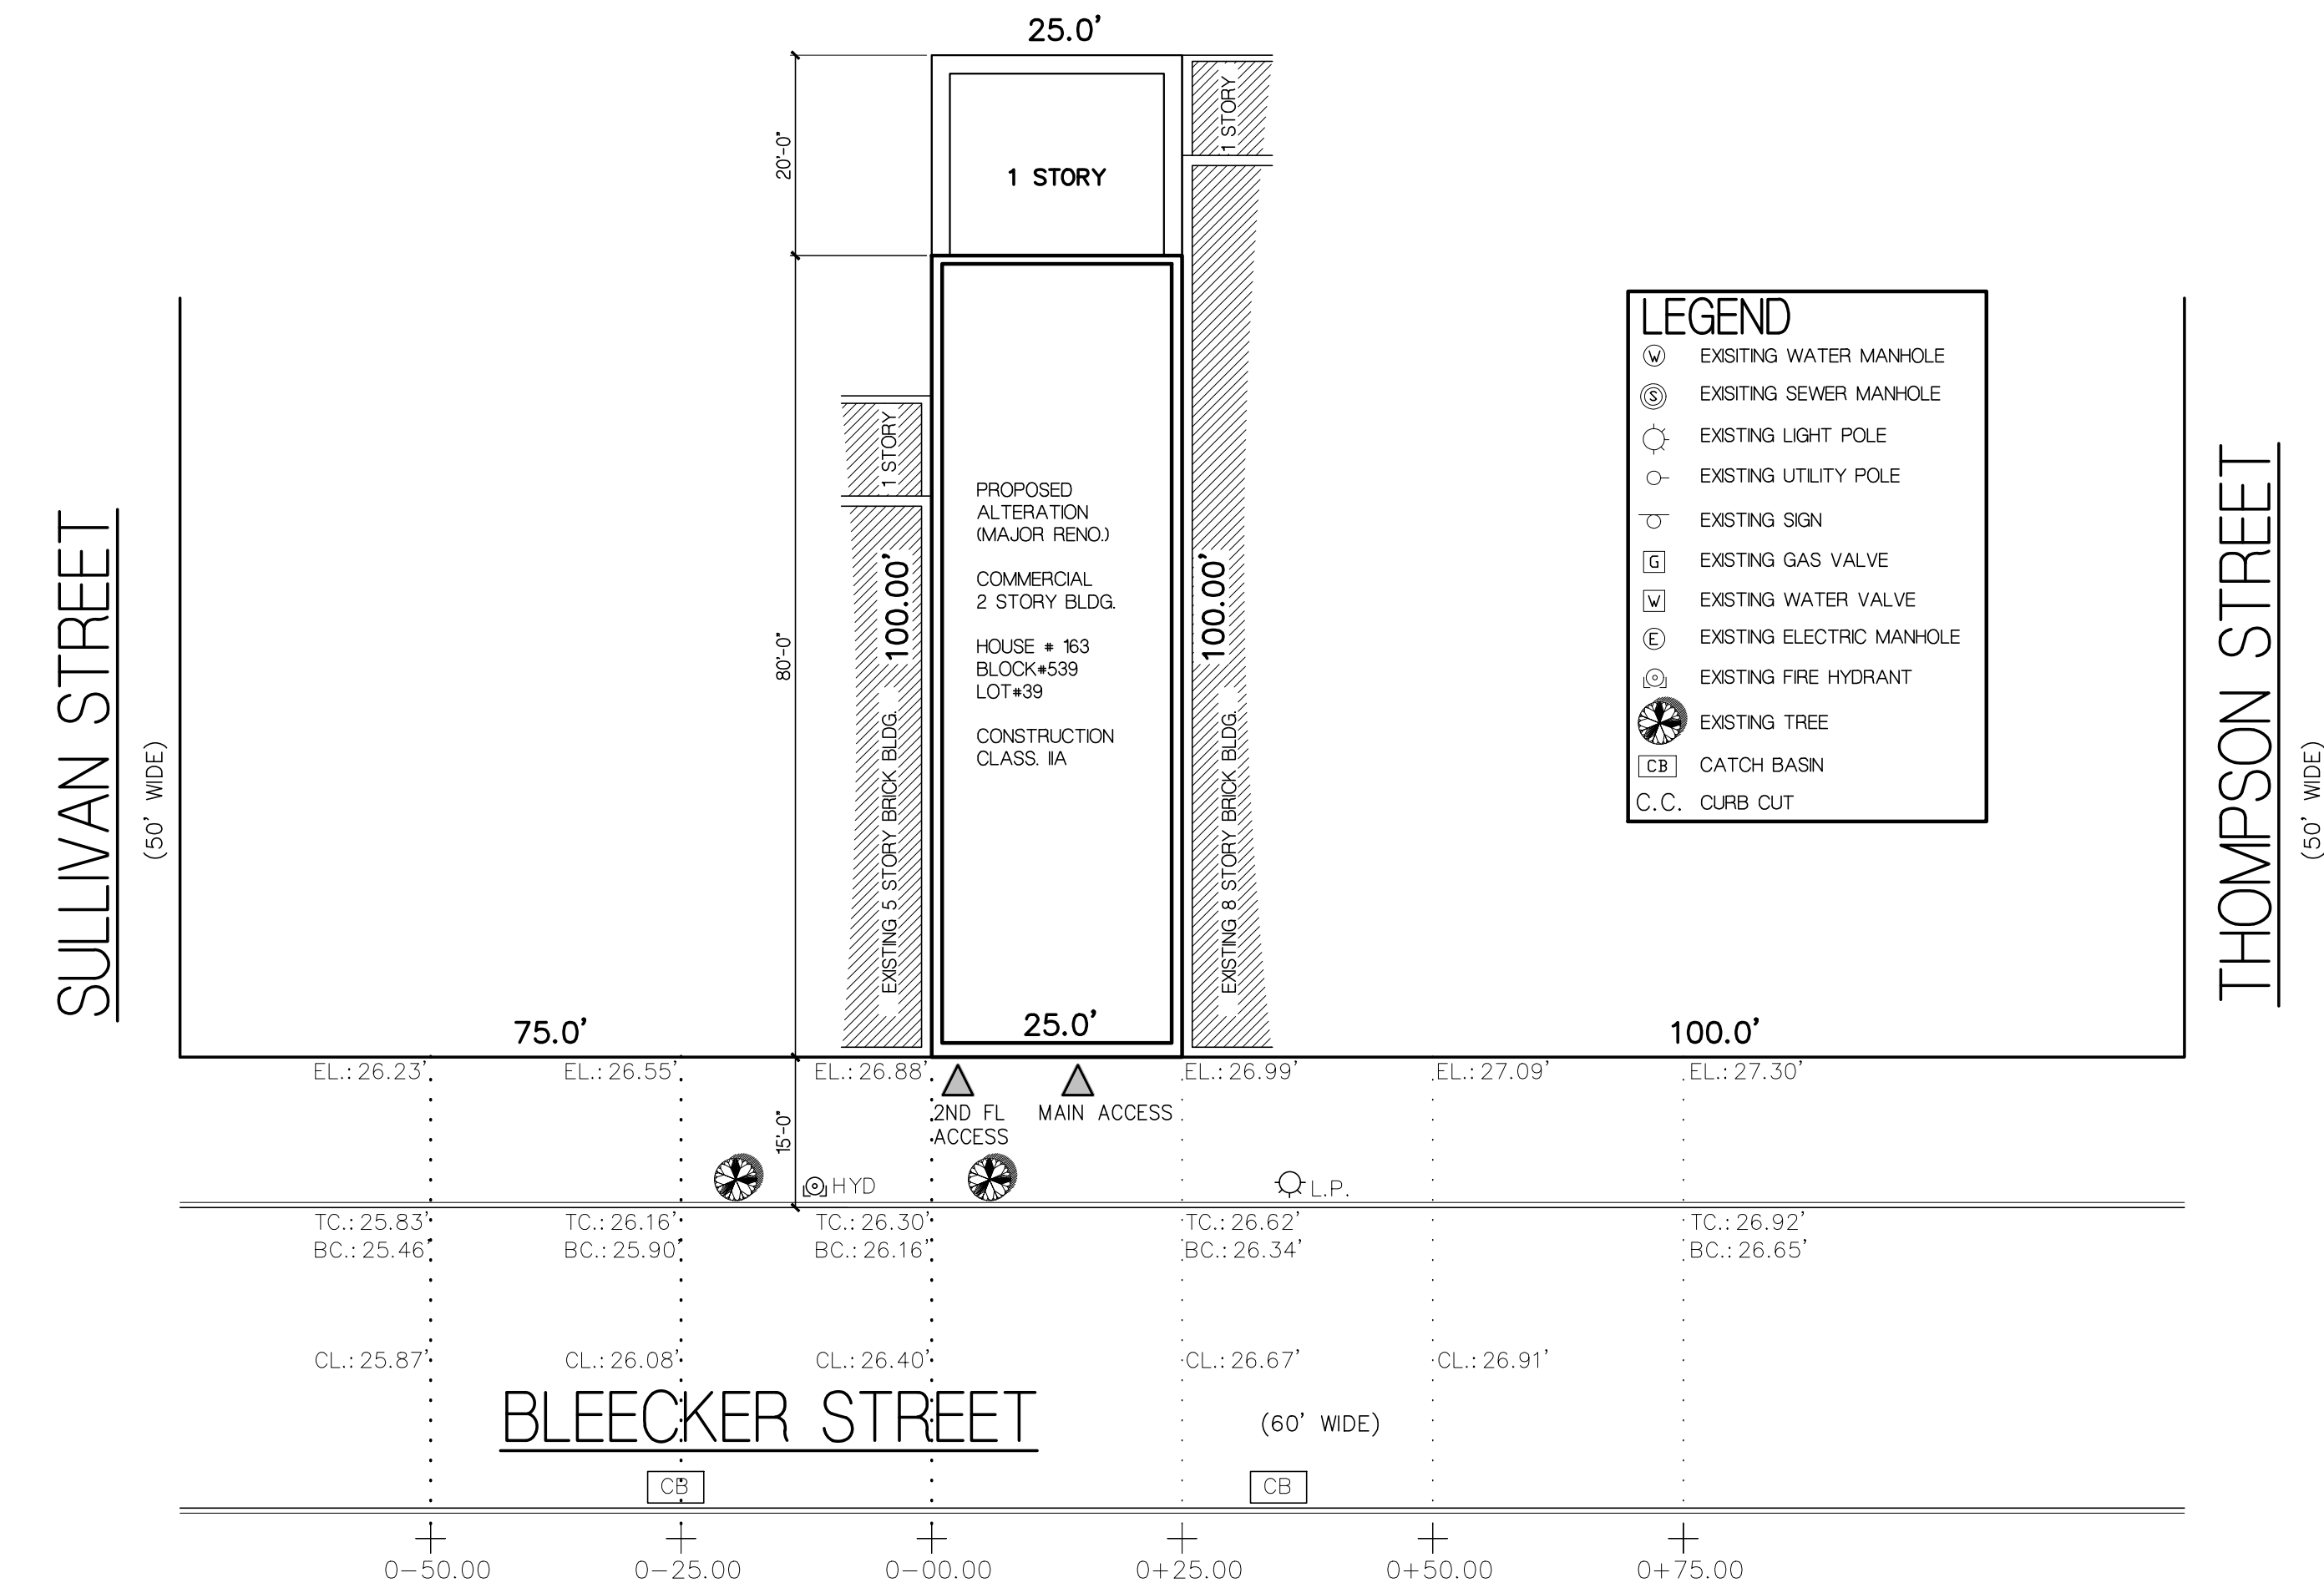 25.0'
20'-0"
1 STORY
1 STORY
LEGEND
W EXISITING WATER MANHOLE
S EXISITING SEWER MANHOLE
EXISTING LIGHT POLE
EXISTING UTILITY POLE
EXISTING SIGN
G EXISTING GAS VALVE
W EXISTING WATER VALVE
E EXISTING ELECTRIC MANHOLE
EXISTING FIRE HYDRANT
EXISTING TREE
CB CATCH BASIN
C.C. CURB CUT
SULLIVAN STREET
(50' WIDE)
THOMPSON STREET
(50' WIDE)
80'-0"
1 STORY
100.00'
EXISTING 5 STORY BRICK BLDG.
PROPOSED
ALTERATION
(MAJOR RENO.)
COMMERCIAL
2 STORY BLDG.
HOUSE # 163
BLOCK#539
LOT#39
CONSTRUCTION
CLASS. IIA
100.00'
EXISTING 8 STORY BRICK BLDG.
75.0'
25.0'
100.0'
EL.:26.23' EL.:26.55' EL.:26.88' EL.:26.99' EL.:27.09' EL.:27.30'
15'-0"
2ND FL
ACCESS
MAIN ACCESS
HYD
L.P.
TC.:25.83' TC.:26.16' TC.:26.30' TC.:26.62' TC.:26.92'
BC.:25.46' BC.:25.90' BC.:26.16' BC.:26.34' BC.:26.65'
CL.:25.87' CL.:26.08' CL.:26.40' CL.:26.67' CL.:26.91'
BLEECKER STREET
(60' WIDE)
CB CB
0-50.00 0-25.00 0-00.00 0+25.00 0+50.00 0+75.00